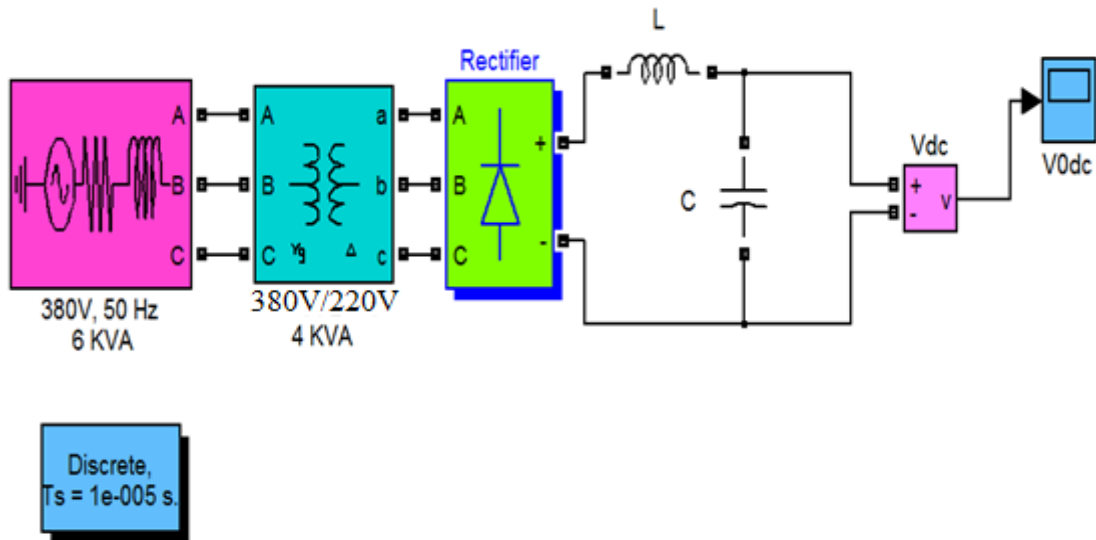 L
Rectifier
A
B
C
A
B
C
a
b
c
Yg
Δ
A
B
C
+
-
C
Vdc
+
-
v
V0dc
380V, 50 Hz
6 KVA
380V/220V
4 KVA
Discrete,
Ts = 1e-005 s.